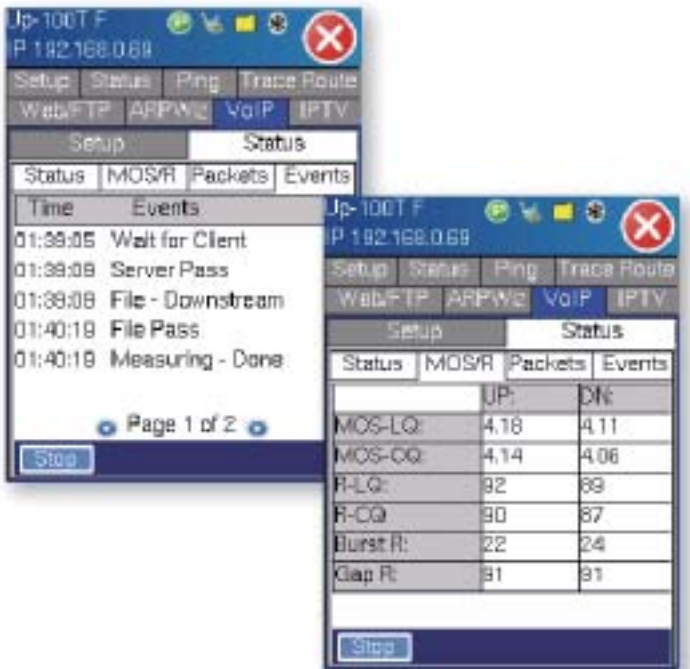 Up-100T F
IP 192.168.0.69
Setup Status Ping Trace Route
Web/FTP ARPWiz VoIP IPTV
Setup Status
Status MOS/R Packets Events
Time Events
01:39:05 Wait for Client
01:39:09 Server Pass
01:39:09 File - Downstream
01:40:19 File Pass
01:40:19 Measuring - Done
Page 1 of 2
Stop
Up-100T F
IP 192.168.0.69
Setup Status Ping Trace Route
Web/FTP ARPWiz VoIP IPTV
Setup Status
Status MOS/R Packets Events
UP: DN:
MOS-LQ: 4.18 4.11
MOS-CQ: 4.14 4.06
R-LQ: 92 89
R-CQ 90 87
Burst R: 22 24
Gap R: 91 91
Stop